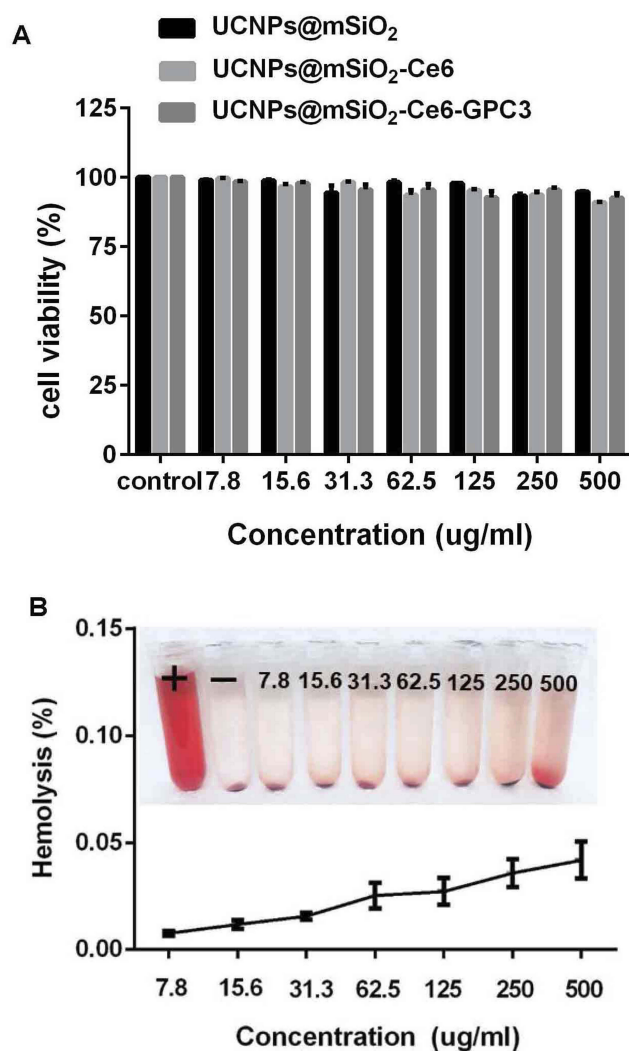 A
UCNPs@mSiO₂
UCNPs@mSiO₂-Ce6
UCNPs@mSiO₂-Ce6-GPC3
125
100
75
50
25
0
cell viability (%)
control 7.8 15.6 31.3 62.5 125 250 500
Concentration (ug/ml)
B
0.15
0.10
0.05
0.00
Hemolysis (%)
+ − 7.8 15.6 31.3 62.5 125 250 500
7.8 15.6 31.3 62.5 125 250 500
Concentration (ug/ml)